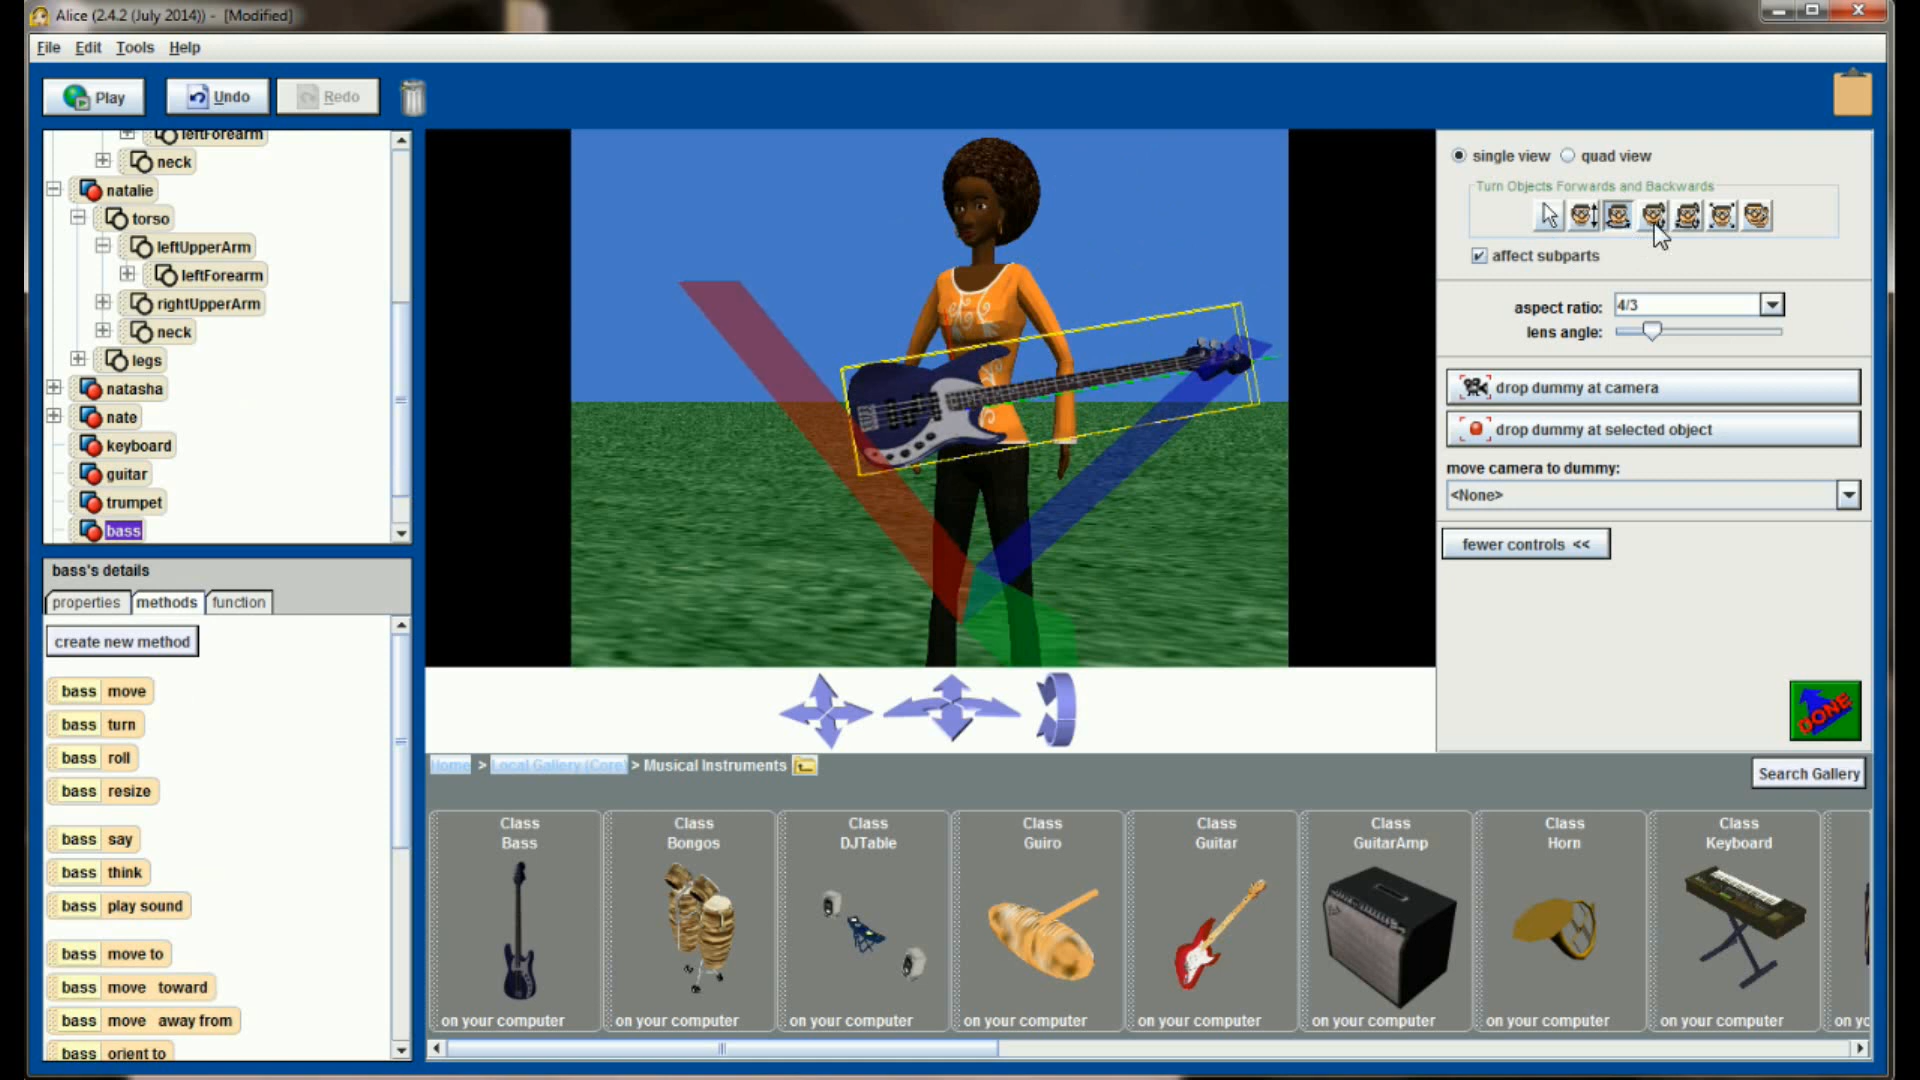 Alice (2.4.2 (July 2014)) - [Modified]
File Edit Tools Help
Play Undo Redo
leftForearm
neck
natalie
torso
leftUpperArm
leftForearm
rightUpperArm
neck
legs
natasha
nate
keyboard
guitar
trumpet
bass
bass's details
properties methods function
create new method
bass move
bass turn
bass roll
bass resize
bass say
bass think
bass play sound
bass move to
bass move toward
bass move away from
bass orient to
single view quad view
Turn Objects Forwards and Backwards
affect subparts
aspect ratio: 4/3
lens angle:
drop dummy at camera
drop dummy at selected object
move camera to dummy:
<None>
fewer controls <<
DONE
Home > Local Gallery (Core) > Musical Instruments
Search Gallery
Class Bass
on your computer
Class Bongos
on your computer
Class DJTable
on your computer
Class Guiro
on your computer
Class Guitar
on your computer
Class GuitarAmp
on your computer
Class Horn
on your computer
Class Keyboard
on your computer
on yo